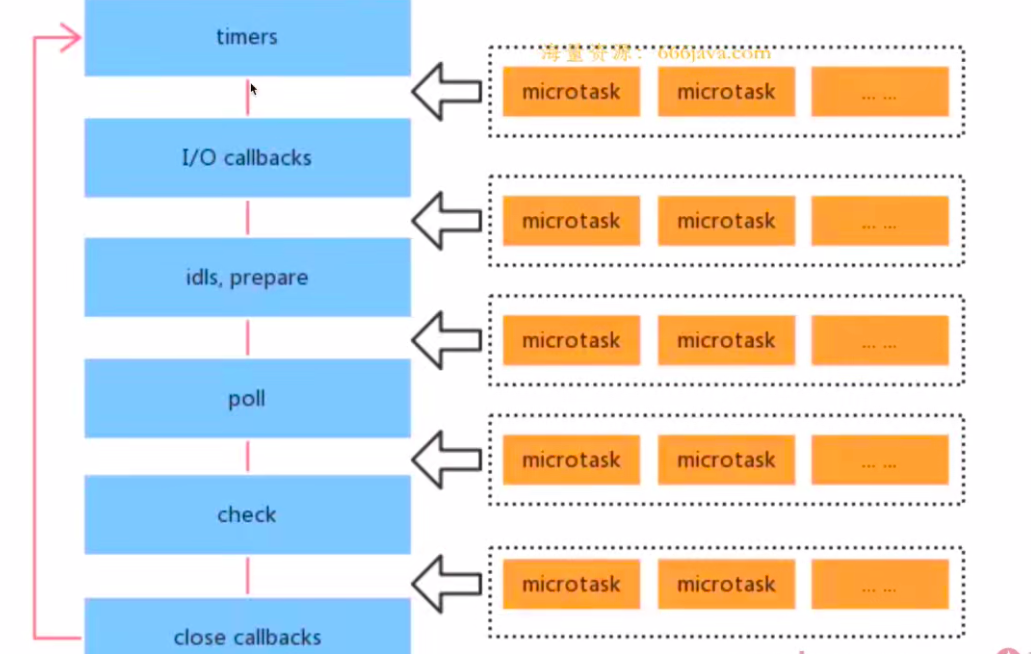 timers
海量资源：666java.com
microtask microtask ... ...
I/O callbacks
microtask microtask ... ...
idls, prepare
microtask microtask ... ...
poll
microtask microtask ... ...
check
microtask microtask ... ...
close callbacks